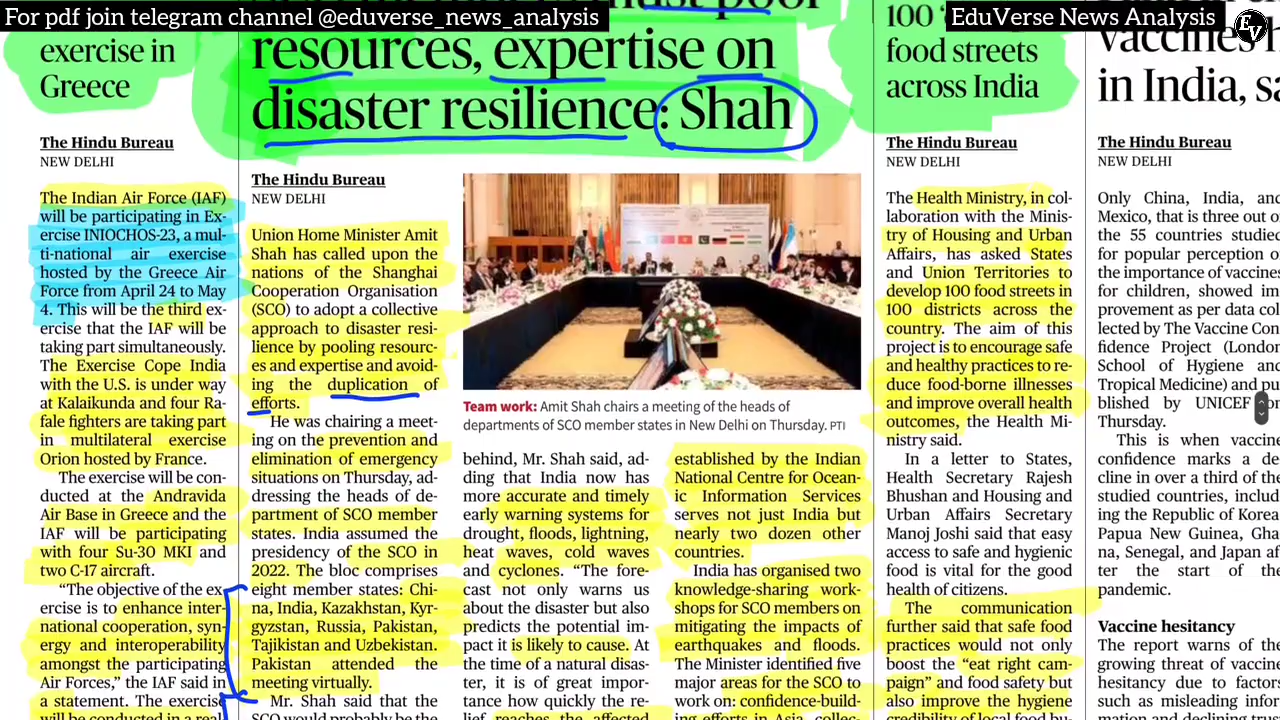 For pdf join telegram channel @eduverse_news_analysis
EduVerse News Analysis
EV
exercise in
Greece
The Hindu Bureau
NEW DELHI
The Indian Air Force (IAF)
will be participating in Ex-
ercise INIOCHOS-23, a mul-
ti-national air exercise
hosted by the Greece Air
Force from April 24 to May
4. This will be the third ex-
ercise that the IAF will be
taking part simultaneously.
The Exercise Cope India
with the U.S. is under way
at Kalaikunda and four Ra-
fale fighters are taking part
in multilateral exercise
Orion hosted by France.
The exercise will be con-
ducted at the Andravida
Air Base in Greece and the
IAF will be participating
with four Su-30 MKI and
two C-17 aircraft.
“The objective of the ex-
ercise is to enhance inter-
national cooperation, syn-
ergy and interoperability
amongst the participating
Air Forces,” the IAF said in
a statement. The exercise
will be conducted in a real
must pool
resources, expertise on
disaster resilience: Shah
The Hindu Bureau
NEW DELHI
Union Home Minister Amit
Shah has called upon the
nations of the Shanghai
Cooperation Organisation
(SCO) to adopt a collective
approach to disaster resi-
lience by pooling resourc-
es and expertise and avoid-
ing the duplication of
efforts.
He was chairing a meet-
ing on the prevention and
elimination of emergency
situations on Thursday, ad-
dressing the heads of de-
partment of SCO member
states. India assumed the
presidency of the SCO in
2022. The bloc comprises
eight member states: Chi-
na, India, Kazakhstan, Kyr-
gyzstan, Russia, Pakistan,
Tajikistan and Uzbekistan.
Pakistan attended the
meeting virtually.
Mr. Shah said that the
SCO would probably be the
Team work: Amit Shah chairs a meeting of the heads of
departments of SCO member states in New Delhi on Thursday. PTI
behind, Mr. Shah said, ad-
ding that India now has
more accurate and timely
early warning systems for
drought, floods, lightning,
heat waves, cold waves
and cyclones. “The fore-
cast not only warns us
about the disaster but also
predicts the potential im-
pact it is likely to cause. At
the time of a natural disas-
ter, it is of great impor-
tance how quickly the re-
lief reaches the affected
established by the Indian
National Centre for Ocean-
ic Information Services
serves not just India but
nearly two dozen other
countries.
India has organised two
knowledge-sharing work-
shops for SCO members on
mitigating the impacts of
earthquakes and floods.
The Minister identified five
major areas for the SCO to
work on: confidence-build-
ing efforts in Asia, collec-
100
food streets
across India
The Hindu Bureau
NEW DELHI
The Health Ministry, in col-
laboration with the Minis-
try of Housing and Urban
Affairs, has asked States
and Union Territories to
develop 100 food streets in
100 districts across the
country. The aim of this
project is to encourage safe
and healthy practices to re-
duce food-borne illnesses
and improve overall health
outcomes, the Health Mi-
nistry said.
In a letter to States,
Health Secretary Rajesh
Bhushan and Housing and
Urban Affairs Secretary
Manoj Joshi said that easy
access to safe and hygienic
food is vital for the good
health of citizens.
The communication
further said that safe food
practices would not only
boost the “eat right cam-
paign” and food safety but
also improve the hygiene
credibility of local food bu-
vaccines
in India, sa
The Hindu Bureau
NEW DELHI
Only China, India, and
Mexico, that is three out of
the 55 countries studied
for popular perception of
the importance of vaccines
for children, showed im
provement as per data col
lected by The Vaccine Con
fidence Project (London
School of Hygiene and
Tropical Medicine) and pu
blished by UNICEF on
Thursday.
This is when vaccine
confidence marks a de
cline in over a third of the
studied countries, includ
ing the Republic of Korea
Papua New Guinea, Gha
na, Senegal, and Japan af
ter the start of the
pandemic.
Vaccine hesitancy
The report warns of the
growing threat of vaccine
hesitancy due to factors
such as misleading infor
mation and declining trus